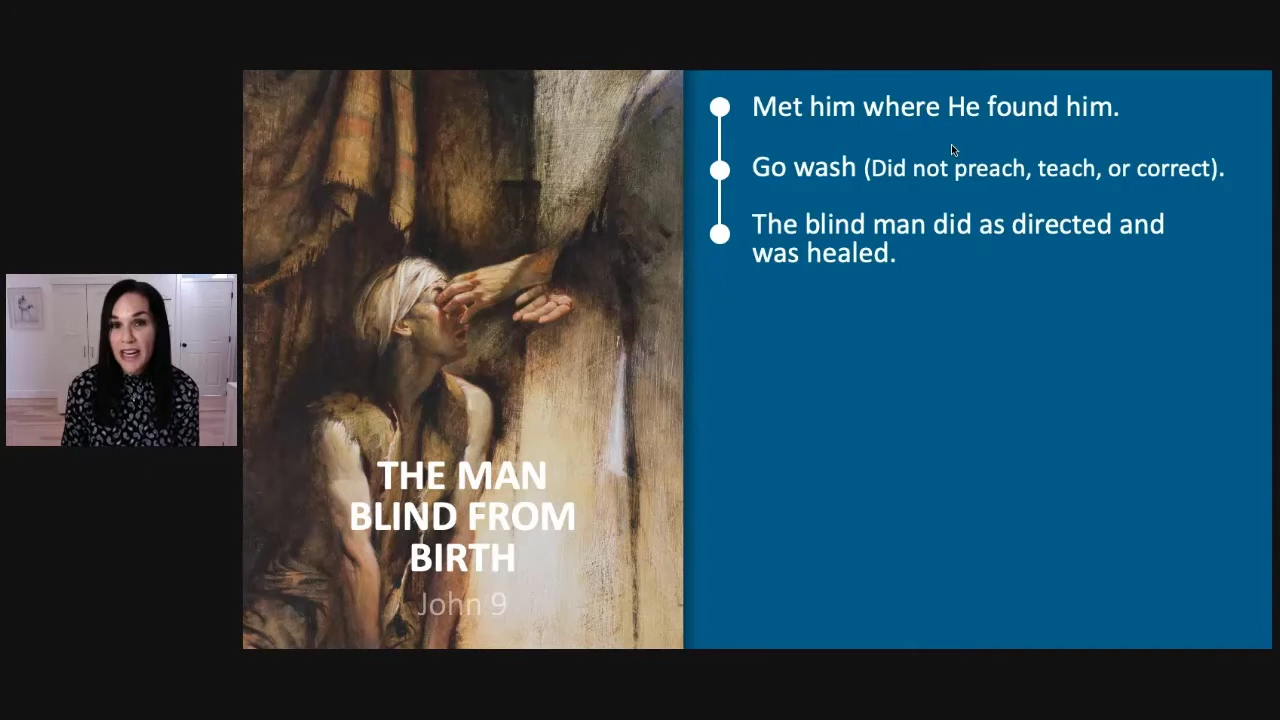 THE MAN
BLIND FROM
BIRTH
John 9
Met him where He found him.
Go wash (Did not preach, teach, or correct).
The blind man did as directed and
was healed.